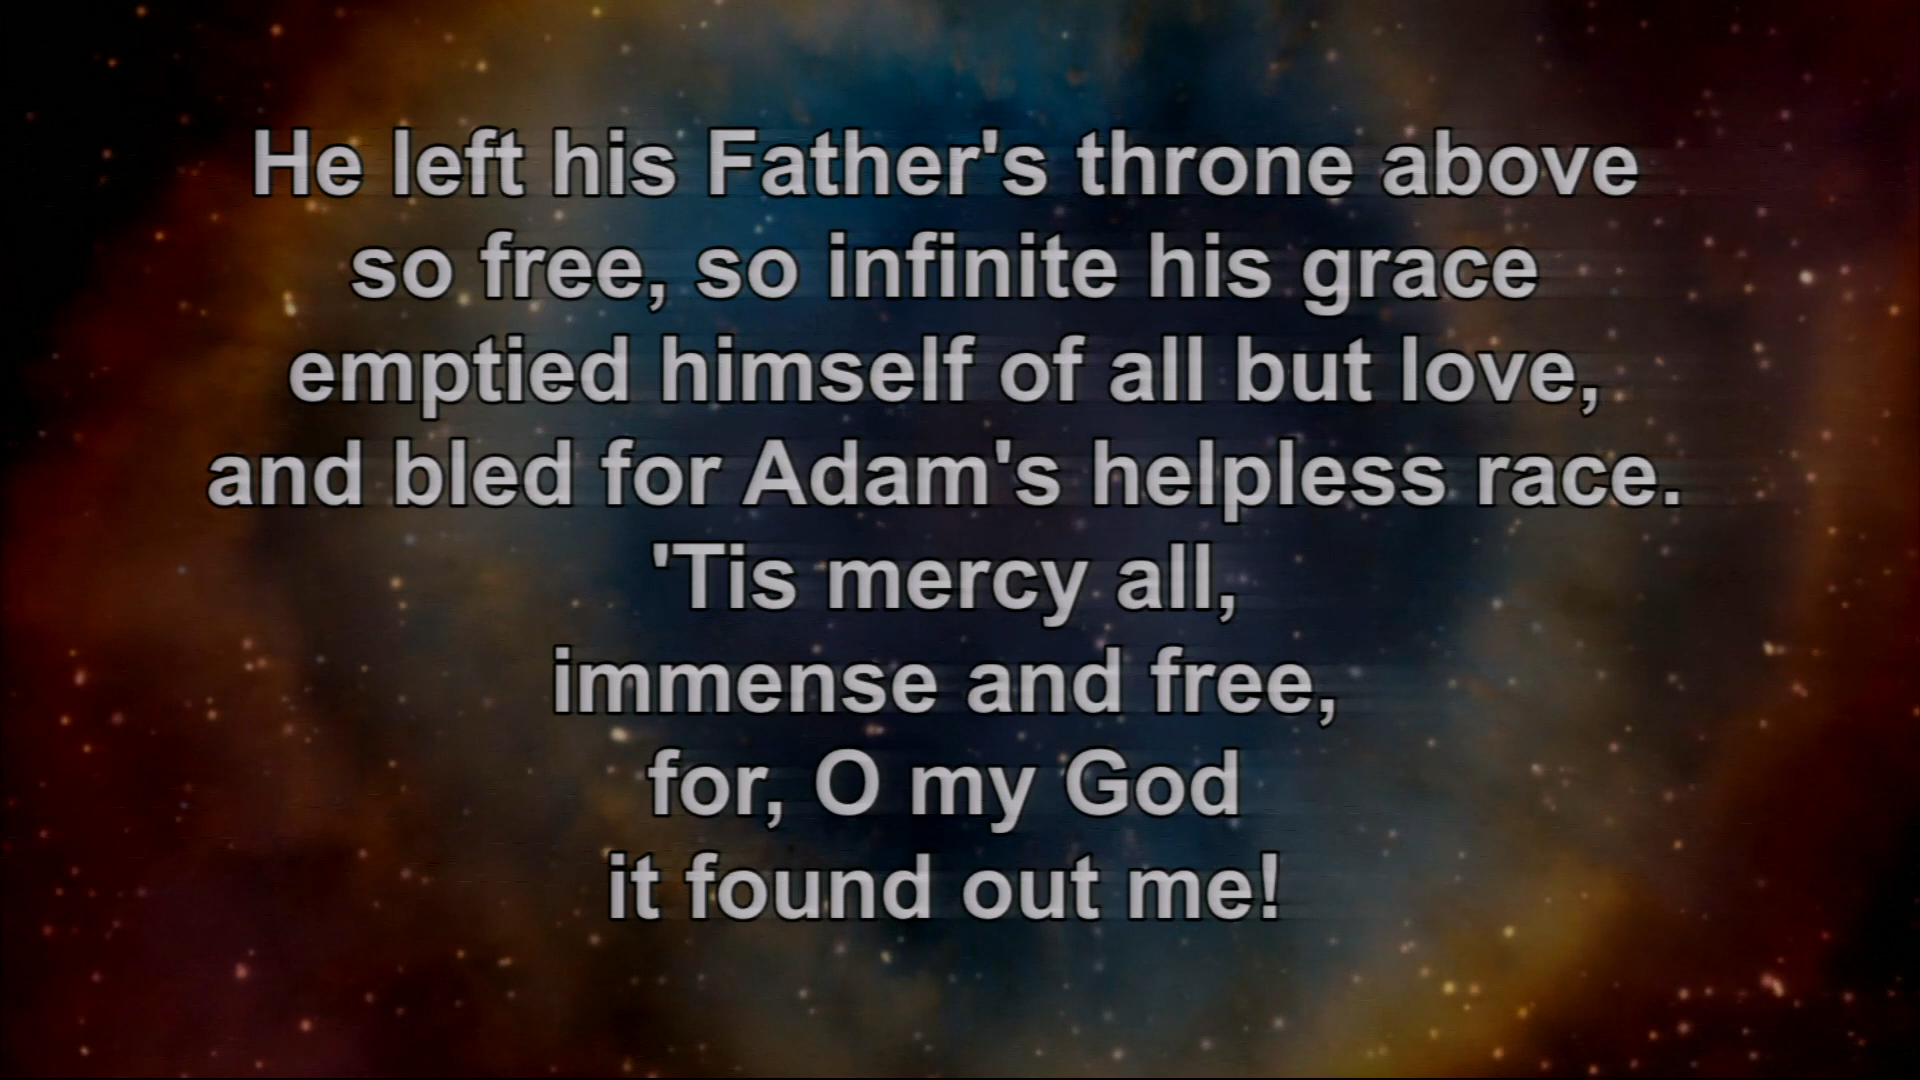 He left his Father's throne above
so free, so infinite his grace
emptied himself of all but love,
and bled for Adam's helpless race.
'Tis mercy all,
immense and free,
for, O my God
it found out me!